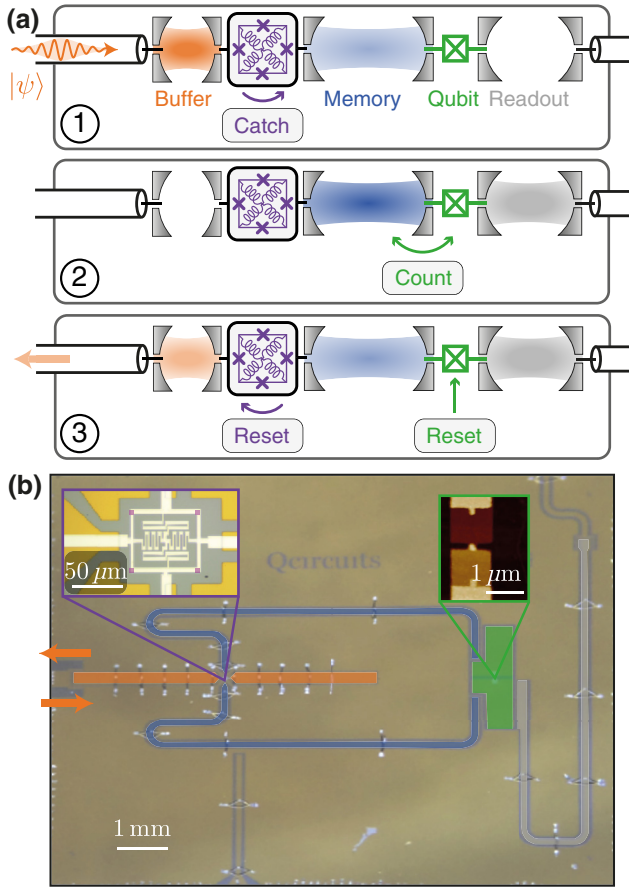 (a)
|ψ⟩
Buffer
Memory
Qubit
Readout
Catch
1
Count
2
Reset
Reset
3
(b)
50 μm
Qcircuits
1 μm
1 mm